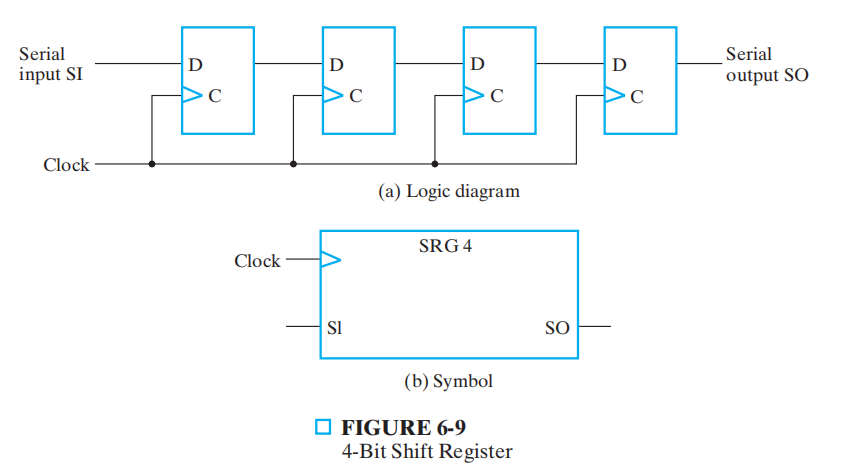 Serial
input SI
D
C
D
C
D
C
D
C
Serial
output SO
Clock
(a) Logic diagram
SRG 4
Clock
SI
SO
(b) Symbol
FIGURE 6-9
4-Bit Shift Register